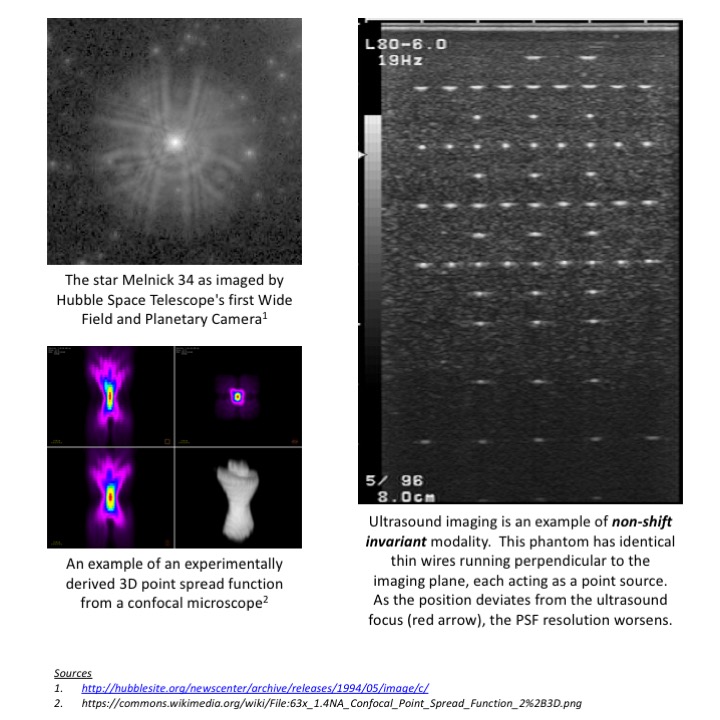 The star Melnick 34 as imaged by
Hubble Space Telescope's first Wide
Field and Planetary Camera1
An example of an experimentally
derived 3D point spread function
from a confocal microscope2
L80-6.0
19Hz
5/ 96
8.0cm
Ultrasound imaging is an example of non-shift
invariant modality. This phantom has identical
thin wires running perpendicular to the
imaging plane, each acting as a point source.
As the position deviates from the ultrasound
focus (red arrow), the PSF resolution worsens.
Sources
1. http://hubblesite.org/newscenter/archive/releases/1994/05/image/c/
2. https://commons.wikimedia.org/wiki/File:63x_1.4NA_Confocal_Point_Spread_Function_2%2B3D.png